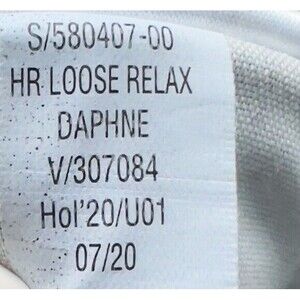 S/580407-00
HR LOOSE RELAX
DAPHNE
V/307084
Hol'20/U01
07/20